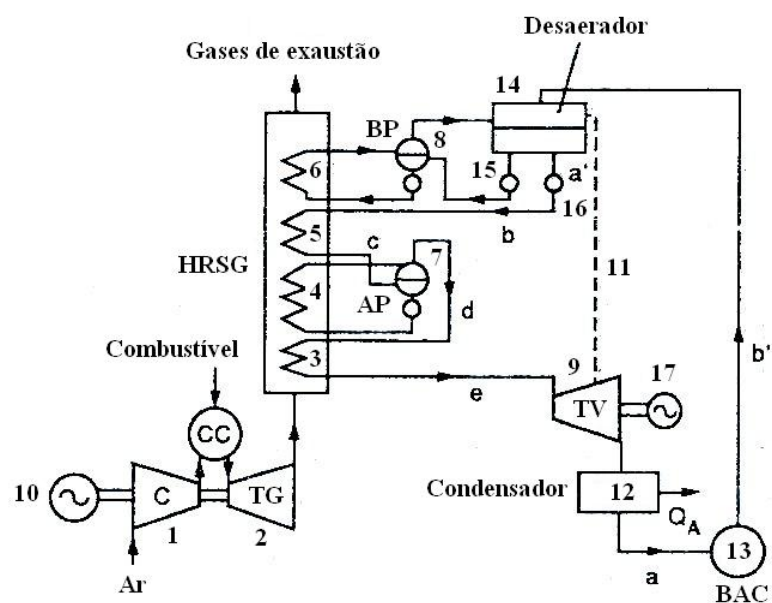 Desaerador
Gases de exaustão
14
BP
8
6
15
a'
16
5
c
b
HRSG
7
11
4
AP
d
Combustível
3
9
17
b'
e
TV
CC
10
C
TG
Condensador
12
Q_A
1
2
13
Ar
a
BAC